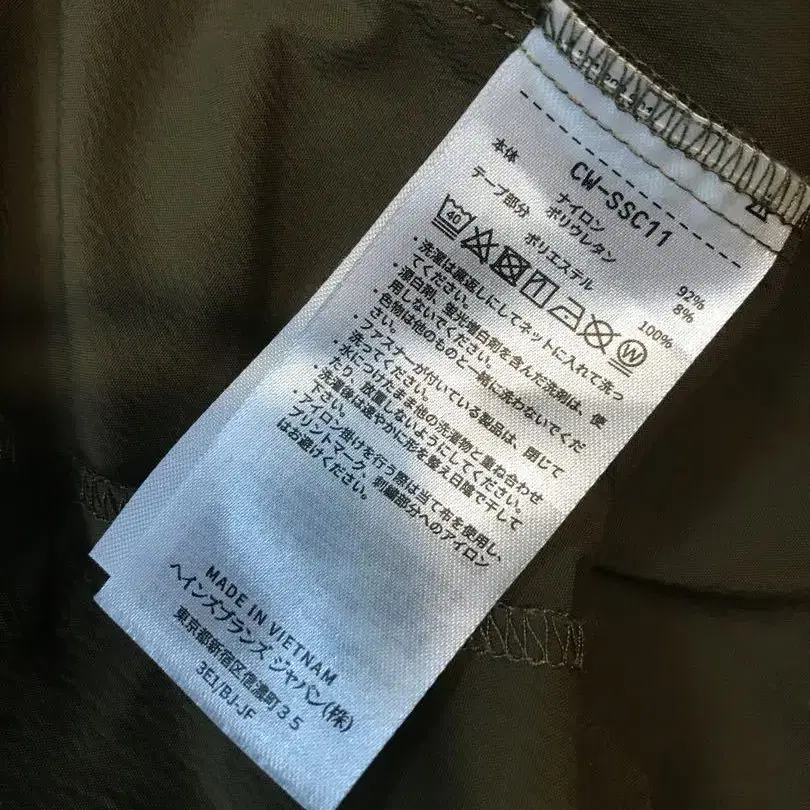 CW-SSC11
本体 ナイロン 92%
ポリウレタン 8%
テープ部分 ポリエステル 100%
40 W
・洗濯は裏返しにしてネットに入れて洗っ
てください。
・漂白剤、蛍光増白剤を含んだ洗剤は、使
用しないでください。
・色物は他のものと一緒に洗わないでくだ
さい。
・ファスナーが付いている製品は、閉じて
洗ってください。
・水につけたまま他の洗濯物と重ね合わせ
たり、放置しないようにしてください。
・洗濯後は速やかに形を整え日陰で干して
下さい。
・アイロン掛けを行う際は当て布を使用し、
プリントマーク、刺繍部分へのアイロン
はお避けください。
MADE IN VIETNAM
ヘインズブランズ ジャパン(株)
東京都新宿区信濃町35
3E1/BJ-JF